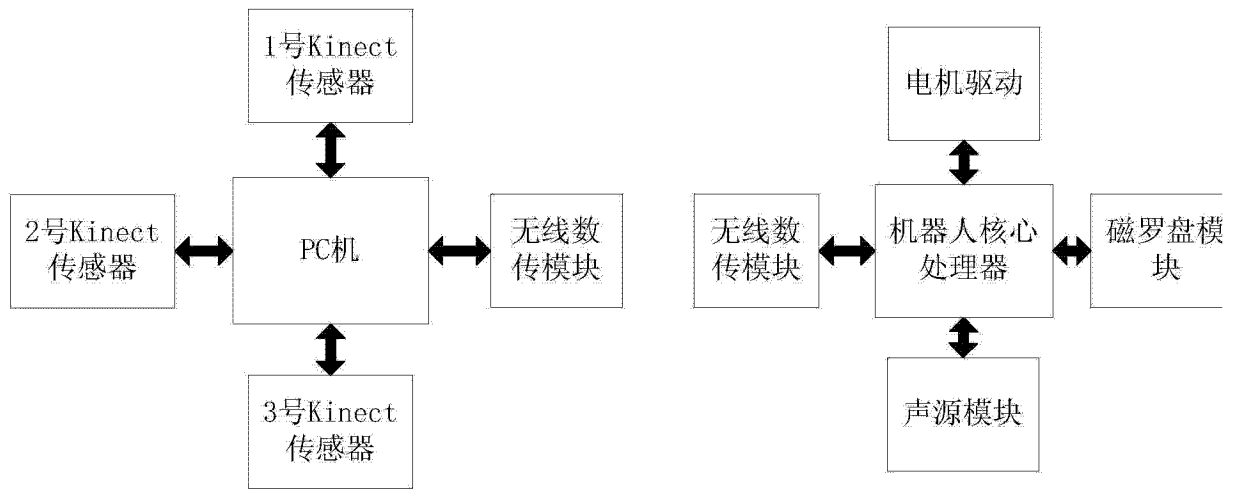 1号Kinect
传感器
2号Kinect
传感器
PC机
无线数
传模块
3号Kinect
传感器
电机驱动
无线数
传模块
机器人核心
处理器
磁罗盘模
块
声源模块